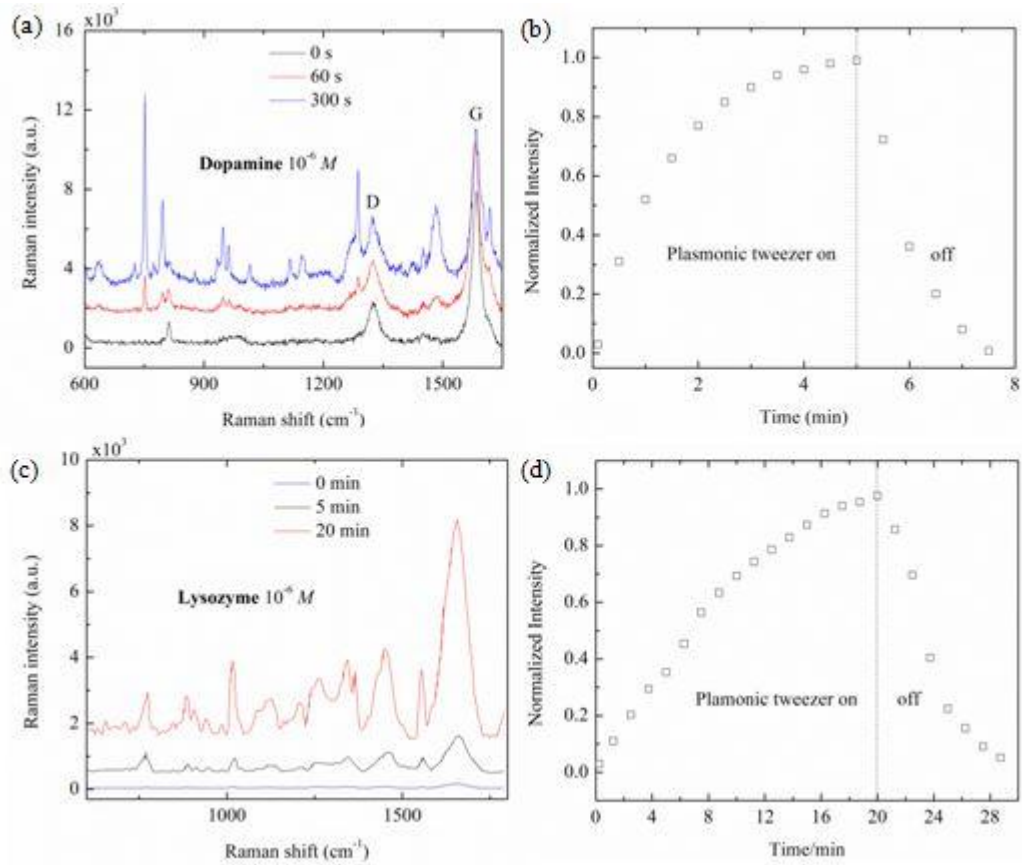 (a)
x10³
16
12
8
4
0
Raman intensity (a.u.)
0 s
60 s
300 s
Dopamine 10⁻⁶ M
D
G
600
900
1200
1500
Raman shift (cm⁻¹)
(b)
1.0
0.8
0.6
0.4
0.2
0.0
Normalized Intensity
Plasmonic tweezer on
off
0
2
4
6
8
Time (min)
(c)
x10³
10
8
6
4
2
0
Raman intensity (a.u.)
0 min
5 min
20 min
Lysozyme 10⁻⁶ M
1000
1500
Raman shift (cm⁻¹)
(d)
1.0
0.8
0.6
0.4
0.2
0.0
Normalized Intensity
Plamonic tweezer on
off
0
4
8
12
16
20
24
28
Time/min